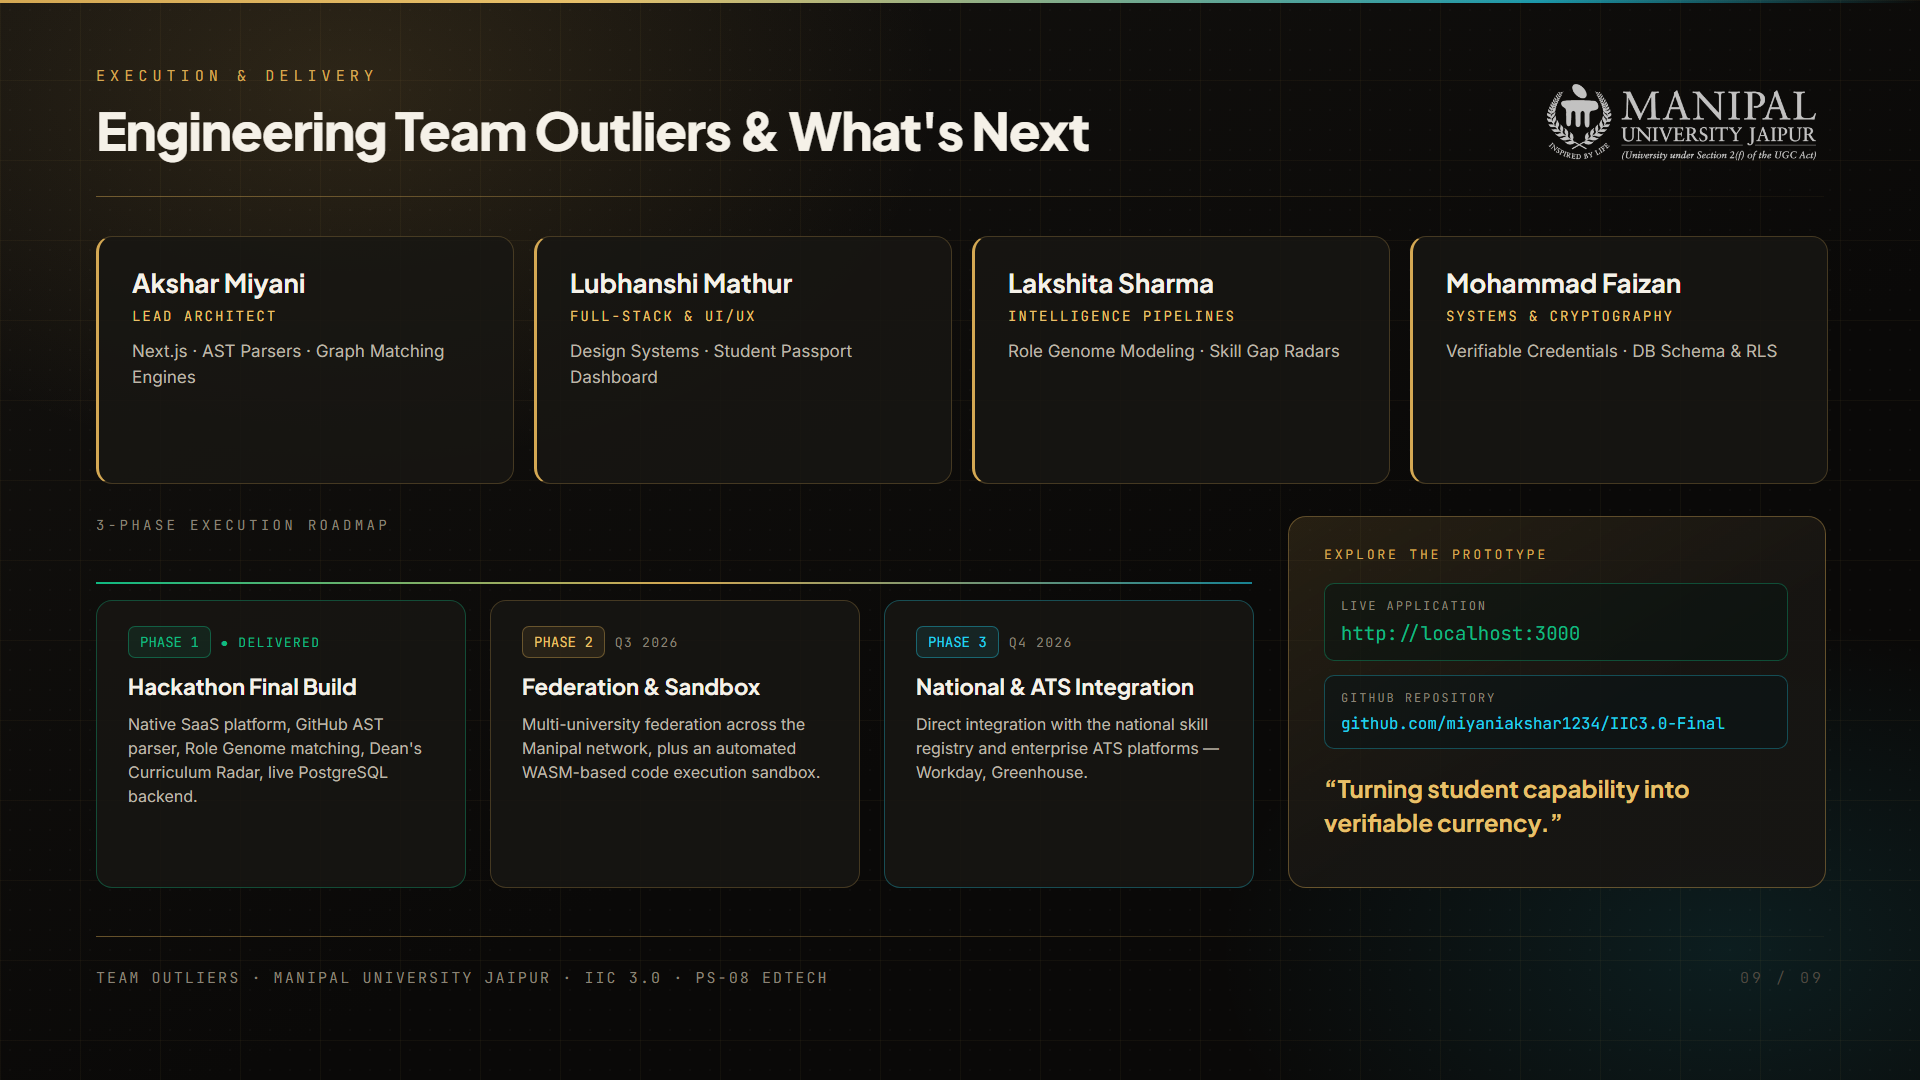 EXECUTION & DELIVERY
Engineering Team Outliers & What's Next
INSPIRED BY LIFE
MANIPAL
UNIVERSITY JAIPUR
(University under Section 2(f) of the UGC Act)
Akshar Miyani
LEAD ARCHITECT
Next.js · AST Parsers · Graph Matching
Engines
Lubhanshi Mathur
FULL-STACK & UI/UX
Design Systems · Student Passport
Dashboard
Lakshita Sharma
INTELLIGENCE PIPELINES
Role Genome Modeling · Skill Gap Radars
Mohammad Faizan
SYSTEMS & CRYPTOGRAPHY
Verifiable Credentials · DB Schema & RLS
3-PHASE EXECUTION ROADMAP
PHASE 1 • DELIVERED
Hackathon Final Build
Native SaaS platform, GitHub AST
parser, Role Genome matching, Dean's
Curriculum Radar, live PostgreSQL
backend.
PHASE 2 Q3 2026
Federation & Sandbox
Multi-university federation across the
Manipal network, plus an automated
WASM-based code execution sandbox.
PHASE 3 Q4 2026
National & ATS Integration
Direct integration with the national skill
registry and enterprise ATS platforms —
Workday, Greenhouse.
EXPLORE THE PROTOTYPE
LIVE APPLICATION
http://localhost:3000
GITHUB REPOSITORY
github.com/miyaniakshar1234/IIC3.0-Final
“Turning student capability into
verifiable currency.”
TEAM OUTLIERS · MANIPAL UNIVERSITY JAIPUR · IIC 3.0 · PS-08 EDTECH
09 / 09